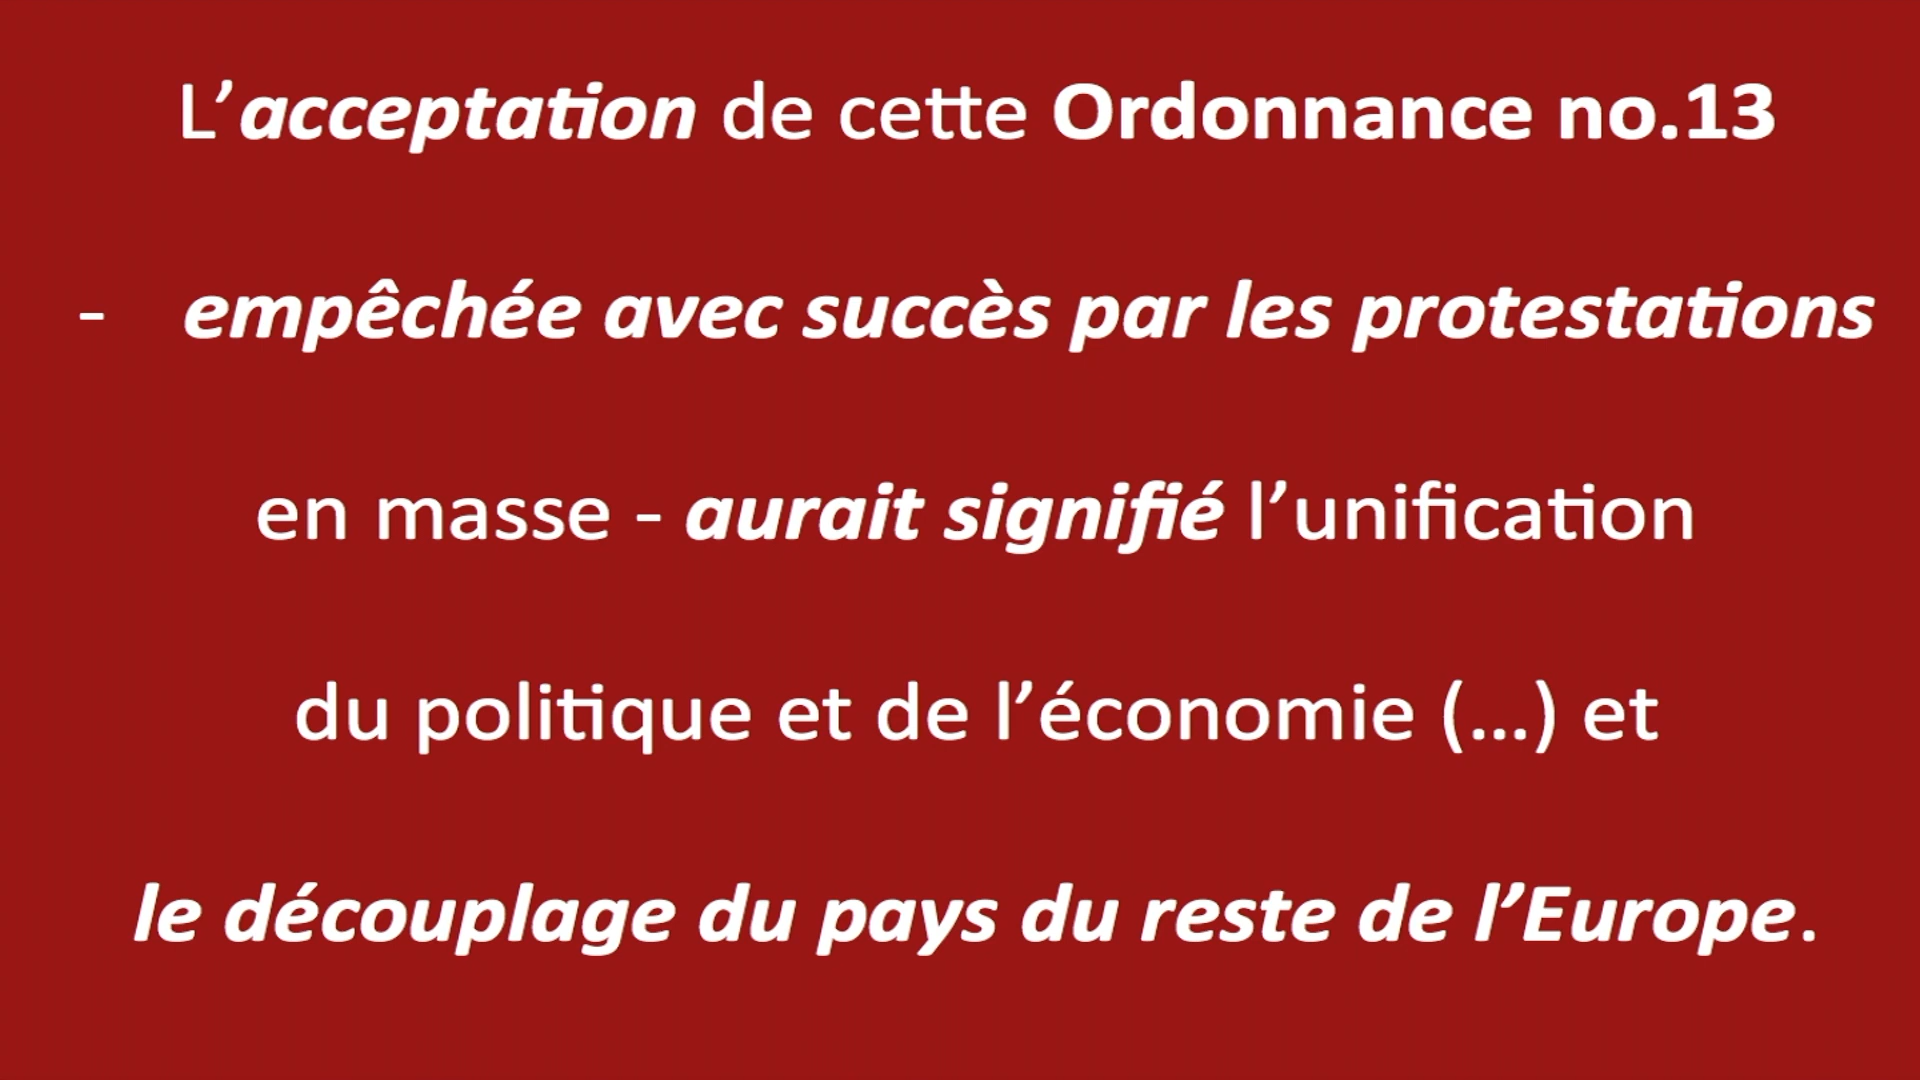 L’acceptation de cette Ordonnance no.13
- empêchée avec succès par les protestations
en masse - aurait signifié l’unification
du politique et de l’économie (...) et
le découplage du pays du reste de l’Europe.